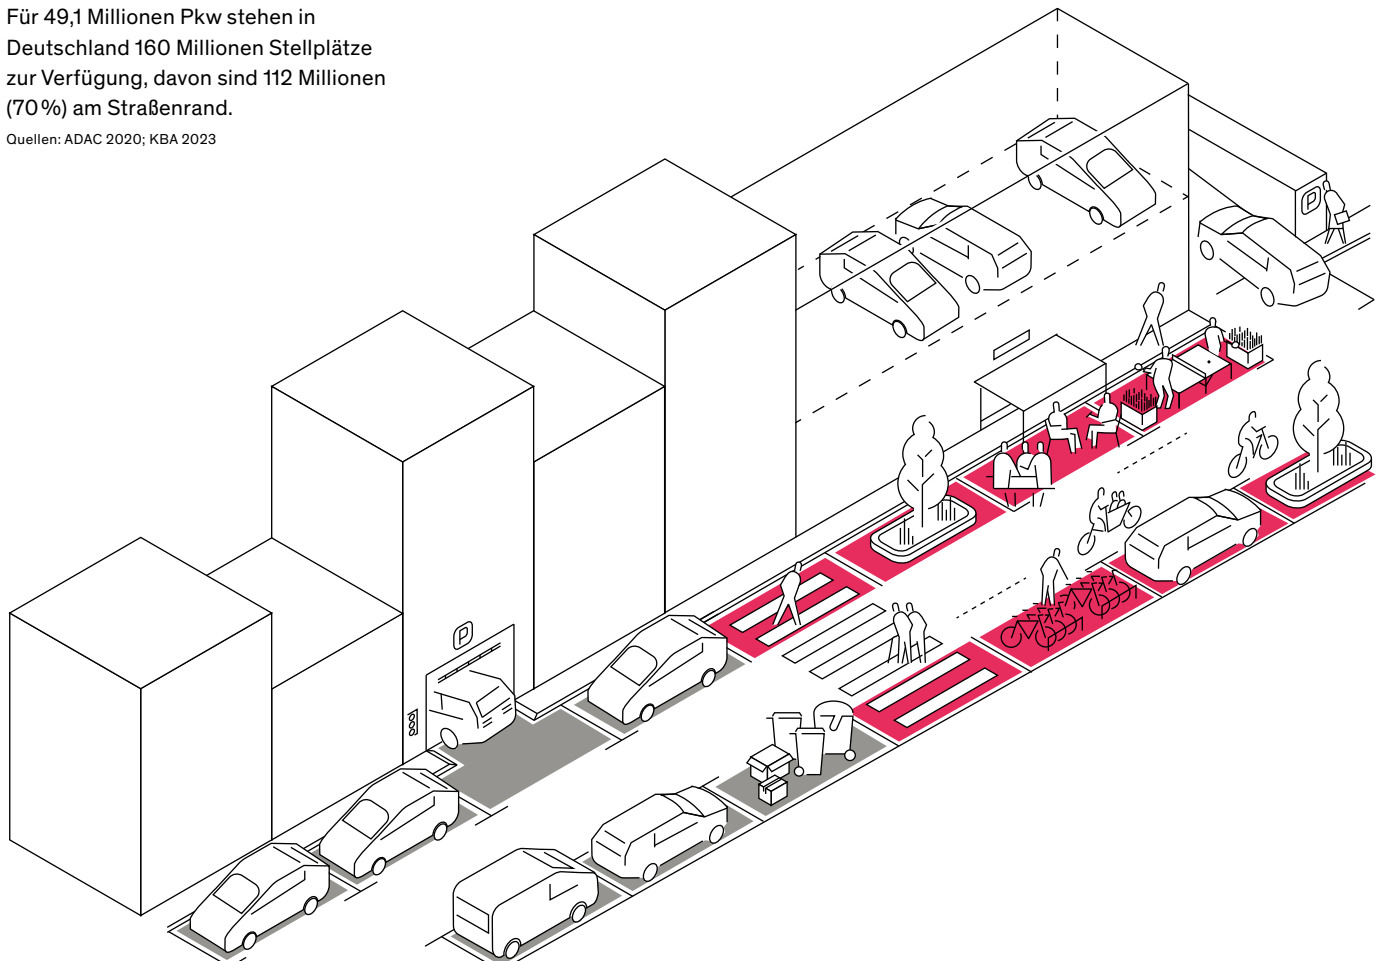 Für 49,1 Millionen Pkw stehen in
Deutschland 160 Millionen Stellplätze
zur Verfügung, davon sind 112 Millionen
(70 %) am Straßenrand.
Quellen: ADAC 2020; KBA 2023
P
P